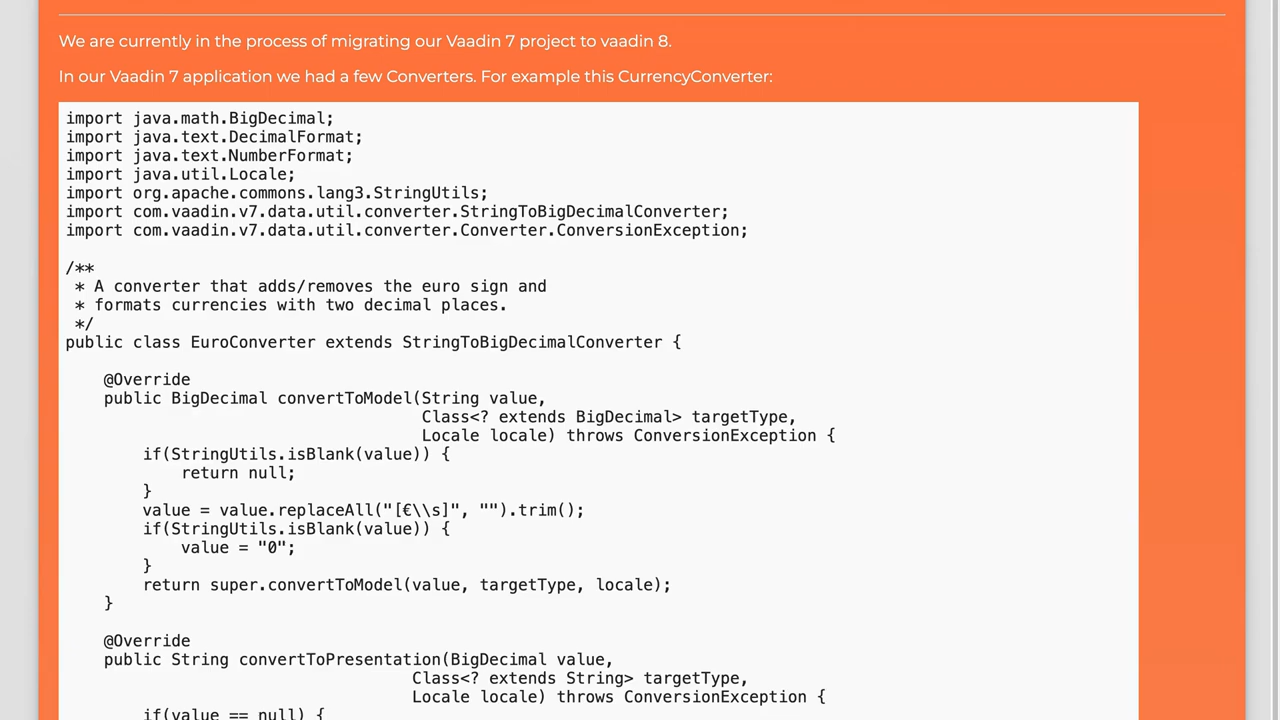 We are currently in the process of migrating our Vaadin 7 project to vaadin 8.
In our Vaadin 7 application we had a few Converters. For example this CurrencyConverter:
import java.math.BigDecimal;
import java.text.DecimalFormat;
import java.text.NumberFormat;
import java.util.Locale;
import org.apache.commons.lang3.StringUtils;
import com.vaadin.v7.data.util.converter.StringToBigDecimalConverter;
import com.vaadin.v7.data.util.converter.Converter.ConversionException;
/**
 * A converter that adds/removes the euro sign and
 * formats currencies with two decimal places.
 */
public class EuroConverter extends StringToBigDecimalConverter {
    @Override
    public BigDecimal convertToModel(String value,
                                     Class<? extends BigDecimal> targetType,
                                     Locale locale) throws ConversionException {
        if(StringUtils.isBlank(value)) {
            return null;
        }
        value = value.replaceAll("[€\\s]", "").trim();
        if(StringUtils.isBlank(value)) {
            value = "0";
        }
        return super.convertToModel(value, targetType, locale);
    }
    @Override
    public String convertToPresentation(BigDecimal value,
                                    Class<? extends String> targetType,
                                    Locale locale) throws ConversionException {
        if(value == null) {